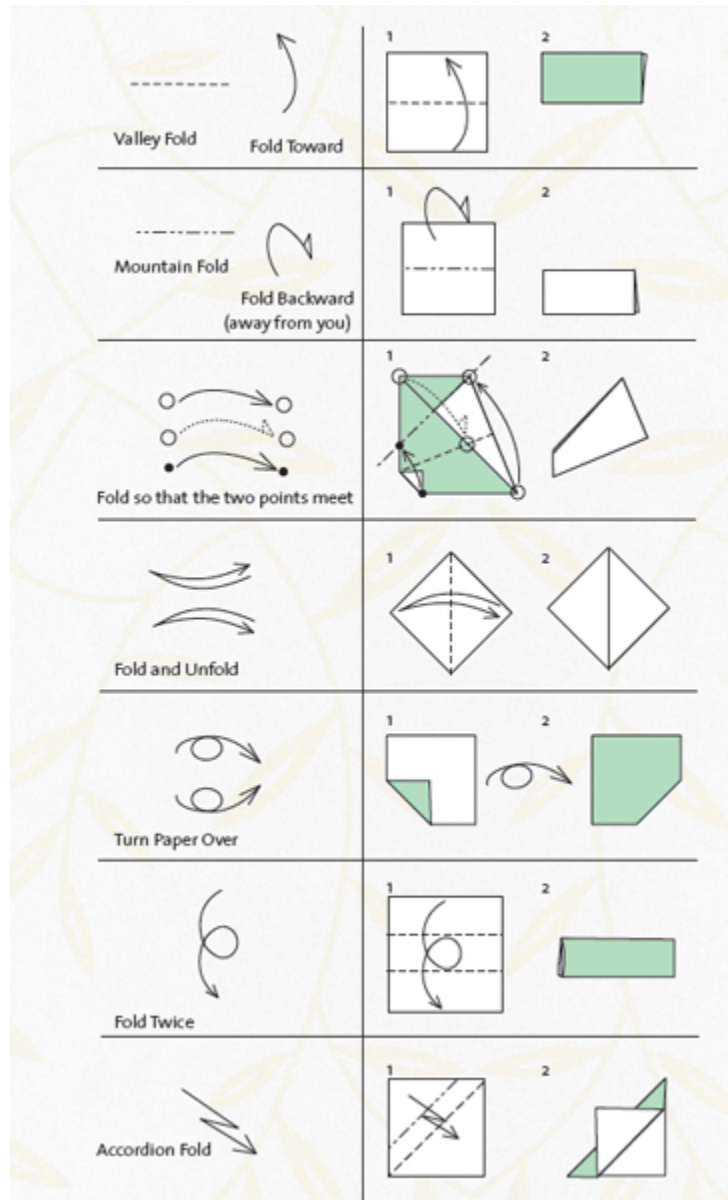 1 2
Valley Fold
Fold Toward
1 2
Mountain Fold
Fold Backward
(away from you)
1 2
Fold so that the two points meet
1 2
Fold and Unfold
1 2
Turn Paper Over
1 2
Fold Twice
1 2
Accordion Fold